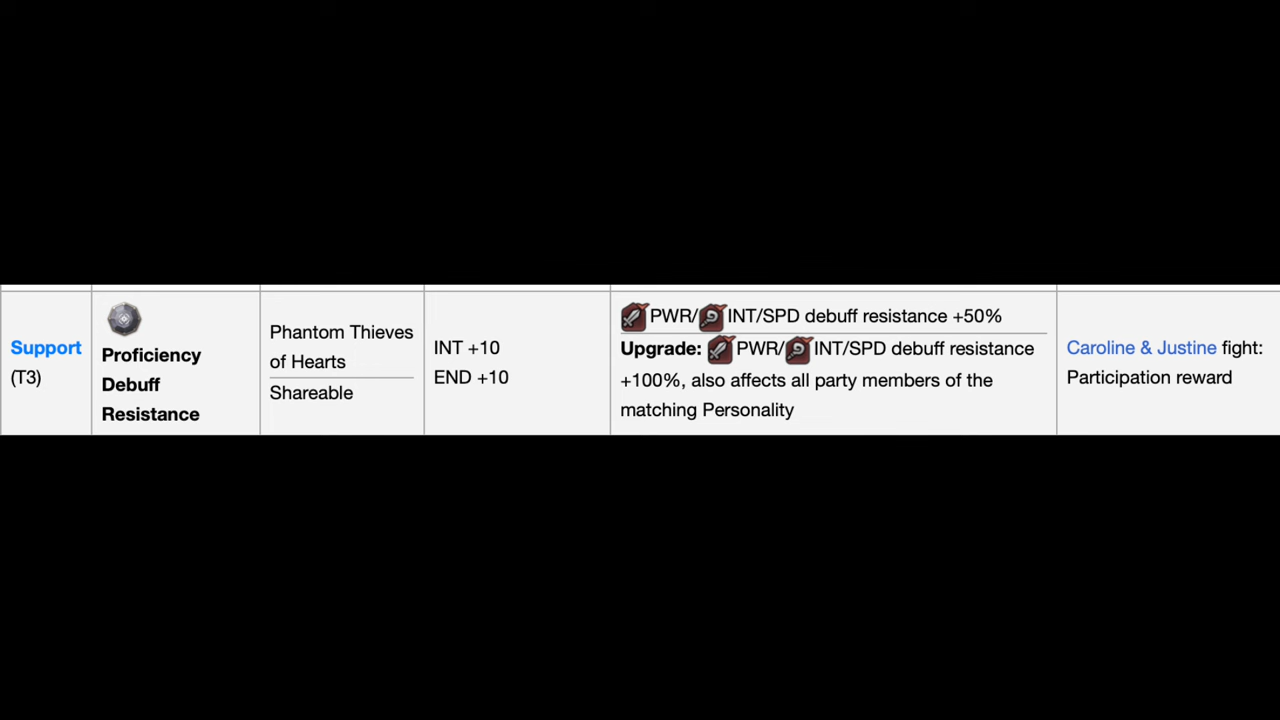 Support
(T3)
Proficiency
Debuff
Resistance
Phantom Thieves
of Hearts
Shareable
INT +10
END +10
PWR/INT/SPD debuff resistance +50%
Upgrade: PWR/INT/SPD debuff resistance
+100%, also affects all party members of the
matching Personality
Caroline & Justine fight:
Participation reward